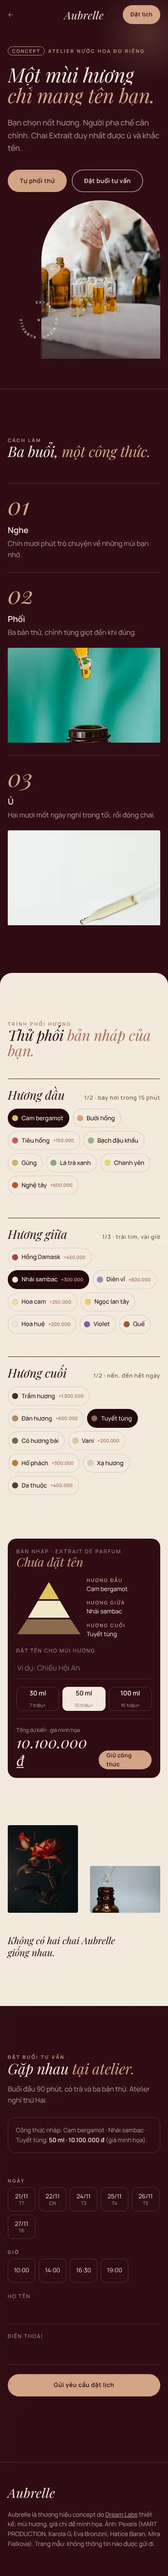 ←
Aubrelle
Đặt lịch
CONCEPT
ATELIER NƯỚC HOA ĐO RIÊNG
Một mùi hương
chỉ mang tên bạn.
Bạn chọn nốt hương. Người pha chế cân
chỉnh. Chai Extrait duy nhất được ủ và khắc
tên.
Tự phối thử
Đặt buổi tư vấn
CÁCH LÀM
Ba buổi, một công thức.
01
Nghe
Chín mươi phút trò chuyện về những mùi bạn
nhớ.
02
Phối
Ba bản thử, chỉnh từng giọt đến khi đúng.
03
Ủ
Hai mươi mốt ngày nghỉ trong tối, rồi đóng chai.
TRÌNH PHỐI HƯƠNG
Thử phối bản nháp của
bạn.
Hương đầu
1/2 · bay hơi trong 15 phút
Cam bergamot
Bưởi hồng
Tiêu hồng +150.000
Bạch đậu khấu
Gừng
Lá trà xanh
Chanh yên
Nghệ tây +600.000
Hương giữa
1/3 · trái tim, vài giờ
Hồng Damask +450.000
Nhài sambac +300.000
Diên vĩ +800.000
Hoa cam +250.000
Ngọc lan tây
Hoa huệ +200.000
Violet
Quế
Hương cuối
1/2 · nền, đến hết ngày
Trầm hương +1.500.000
Đàn hương +600.000
Tuyết tùng
Cỏ hương bài
Vani +200.000
Hổ phách +300.000
Xạ hương
Da thuộc +400.000
BẢN NHÁP · EXTRAIT DE PARFUM
Chưa đặt tên
HƯƠNG ĐẦU
Cam bergamot
HƯƠNG GIỮA
Nhài sambac
HƯƠNG CUỐI
Tuyết tùng
ĐẶT TÊN CHO MÙI HƯƠNG
Ví dụ: Chiều Hội An
30 ml
50 ml
100 ml
7 triệu+
10 triệu+
16 triệu+
Tổng dự kiến · giá minh họa
10.100.000
₫
Giữ công
thức
Không có hai chai Aubrelle
giống nhau.
ĐẶT BUỔI TƯ VẤN
Gặp nhau tại atelier.
Buổi đầu 90 phút, có trà và ba bản thử. Atelier
nghỉ thứ Hai.
Công thức nháp: Cam bergamot · Nhài sambac ·
Tuyết tùng. 50 ml · 10.100.000 ₫ (giá minh họa).
NGÀY
21/11 T7
22/11 CN
24/11 T3
25/11 T4
26/11 T5
27/11 T6
GIỜ
10:00
14:00
16:30
19:00
HỌ TÊN
ĐIỆN THOẠI
Gửi yêu cầu đặt lịch
Aubrelle
Aubrelle là thương hiệu concept do Dream Labs thiết
kế; mùi hương, giá chỉ để minh họa. Ảnh: Pexels (MART
PRODUCTION, Karola G, Eva Bronzini, Hatice Baran, Mira
Fialkova). Trang mẫu: không thông tin nào được gửi đi.